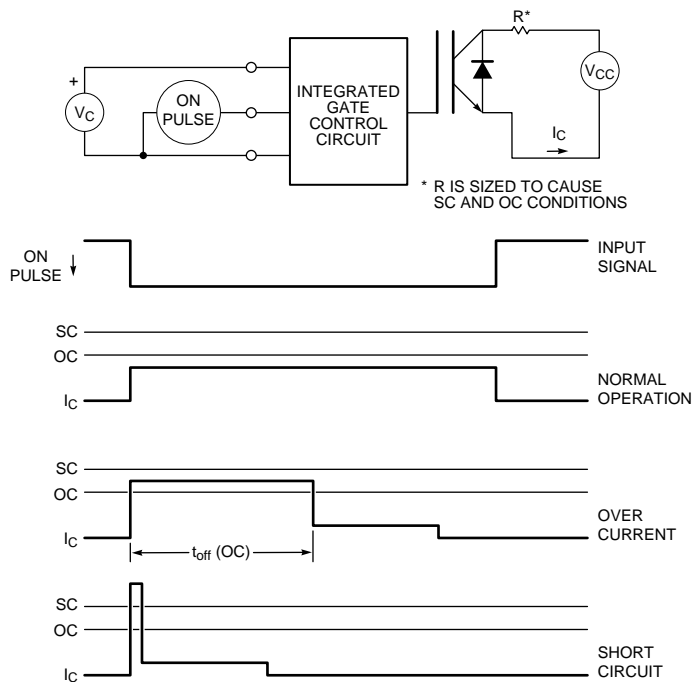 R*
+
VC
ON
PULSE
INTEGRATED
GATE
CONTROL
CIRCUIT
VCC
IC
* R IS SIZED TO CAUSE
SC AND OC CONDITIONS
ON
PULSE
INPUT
SIGNAL
SC
OC
IC
NORMAL
OPERATION
SC
OC
IC
toff (OC)
OVER
CURRENT
SC
OC
IC
SHORT
CIRCUIT